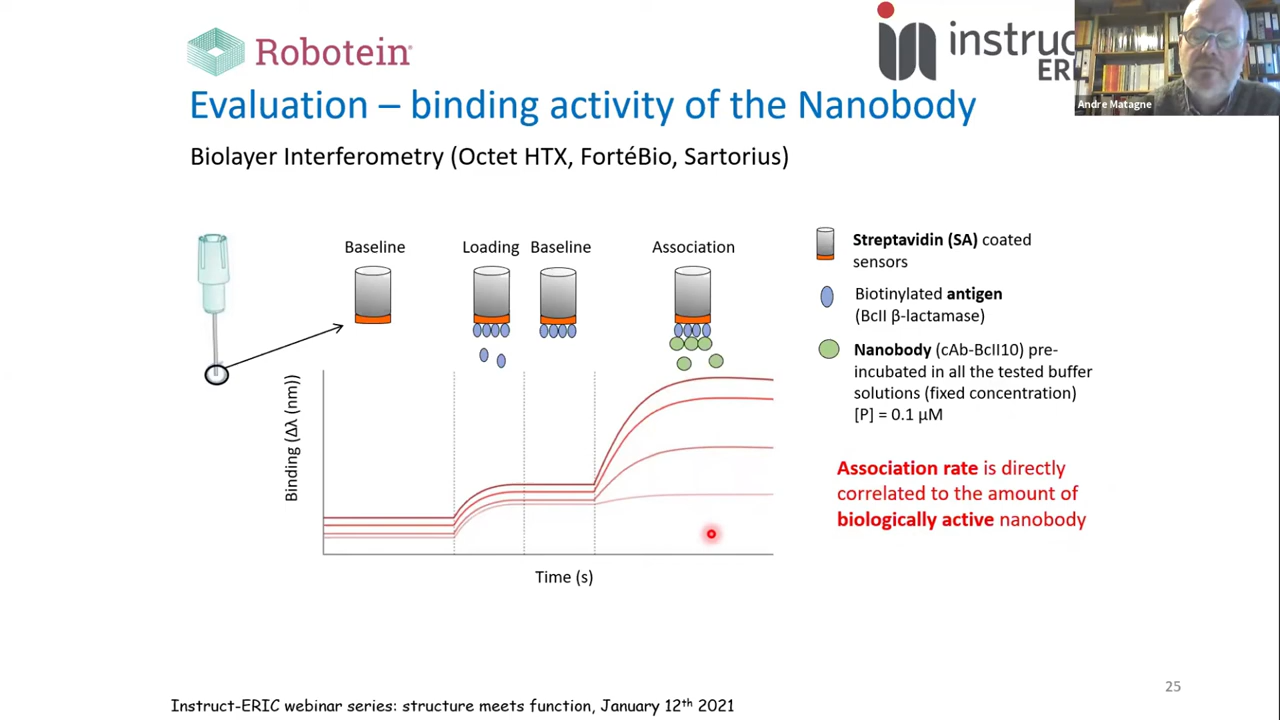 Robotein®
instruct
ERIC
Andre Matagne
Evaluation – binding activity of the Nanobody
Biolayer Interferometry (Octet HTX, FortéBio, Sartorius)
Baseline
Loading
Baseline
Association
Binding (Δλ (nm))
Time (s)
Streptavidin (SA) coated
sensors
Biotinylated antigen
(BcII β-lactamase)
Nanobody (cAb-BcII10) pre-
incubated in all the tested buffer
solutions (fixed concentration)
[P] = 0.1 µM
Association rate is directly
correlated to the amount of
biologically active nanobody
25
Instruct-ERIC webinar series: structure meets function, January 12th 2021